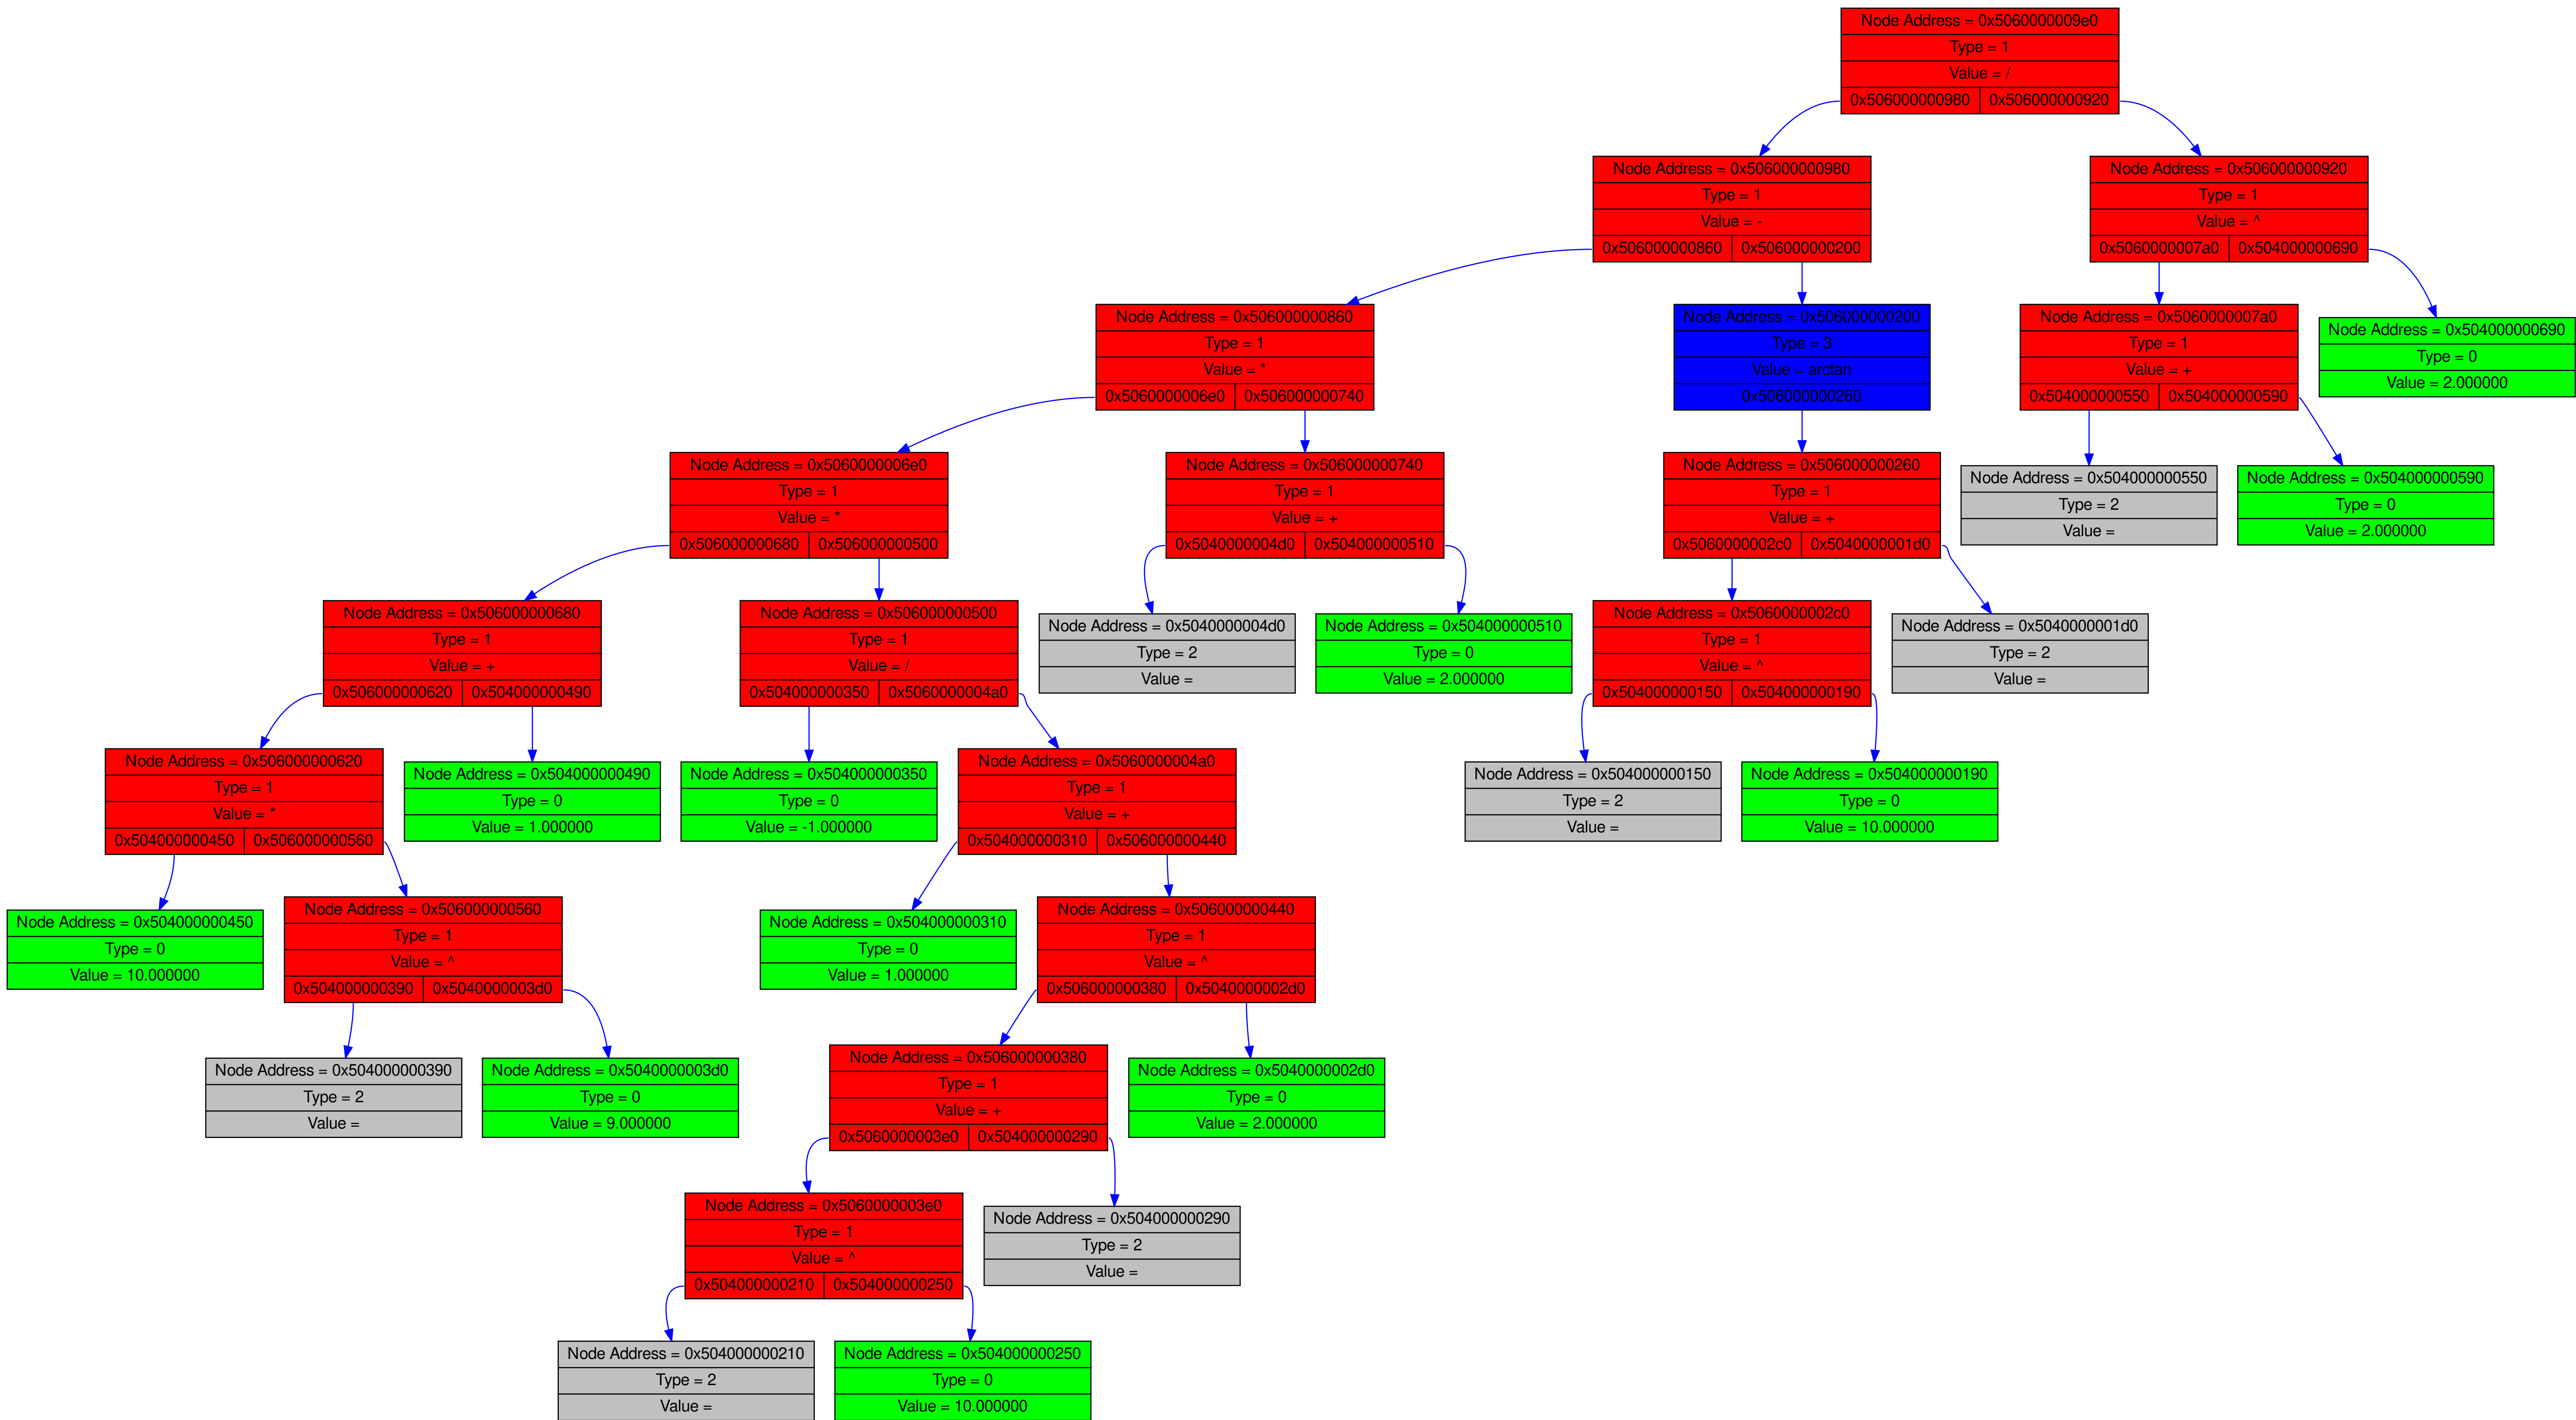 Node Address = 0x5060000009e0
Type = 1
Value = /
0x506000000980 0x506000000920
Node Address = 0x506000000980
Type = 1
Value = -
0x506000000860 0x506000000200
Node Address = 0x506000000920
Type = 1
Value = ^
0x5060000007a0 0x504000000690
Node Address = 0x506000000860
Type = 1
Value = *
0x5060000006e0 0x506000000740
Node Address = 0x506000000200
Type = 3
Value = arctan
0x506000000260
Node Address = 0x5060000007a0
Type = 1
Value = +
0x504000000550 0x504000000590
Node Address = 0x504000000690
Type = 0
Value = 2.000000
Node Address = 0x5060000006e0
Type = 1
Value = *
0x506000000680 0x506000000500
Node Address = 0x506000000740
Type = 1
Value = +
0x5040000004d0 0x504000000510
Node Address = 0x506000000260
Type = 1
Value = +
0x5060000002c0 0x5040000001d0
Node Address = 0x504000000550
Type = 2
Value =
Node Address = 0x504000000590
Type = 0
Value = 2.000000
Node Address = 0x506000000680
Type = 1
Value = +
0x506000000620 0x504000000490
Node Address = 0x506000000500
Type = 1
Value = /
0x504000000350 0x5060000004a0
Node Address = 0x5040000004d0
Type = 2
Value =
Node Address = 0x504000000510
Type = 0
Value = 2.000000
Node Address = 0x5060000002c0
Type = 1
Value = ^
0x504000000150 0x504000000190
Node Address = 0x5040000001d0
Type = 2
Value =
Node Address = 0x506000000620
Type = 1
Value = *
0x504000000450 0x506000000560
Node Address = 0x504000000490
Type = 0
Value = 1.000000
Node Address = 0x504000000350
Type = 0
Value = -1.000000
Node Address = 0x5060000004a0
Type = 1
Value = +
0x504000000310 0x506000000440
Node Address = 0x504000000150
Type = 2
Value =
Node Address = 0x504000000190
Type = 0
Value = 10.000000
Node Address = 0x504000000450
Type = 0
Value = 10.000000
Node Address = 0x506000000560
Type = 1
Value = ^
0x504000000390 0x5040000003d0
Node Address = 0x504000000310
Type = 0
Value = 1.000000
Node Address = 0x506000000440
Type = 1
Value = ^
0x506000000380 0x5040000002d0
Node Address = 0x504000000390
Type = 2
Value =
Node Address = 0x5040000003d0
Type = 0
Value = 9.000000
Node Address = 0x506000000380
Type = 1
Value = +
0x5060000003e0 0x504000000290
Node Address = 0x5040000002d0
Type = 0
Value = 2.000000
Node Address = 0x5060000003e0
Type = 1
Value = ^
0x504000000210 0x504000000250
Node Address = 0x504000000290
Type = 2
Value =
Node Address = 0x504000000210
Type = 2
Value =
Node Address = 0x504000000250
Type = 0
Value = 10.000000